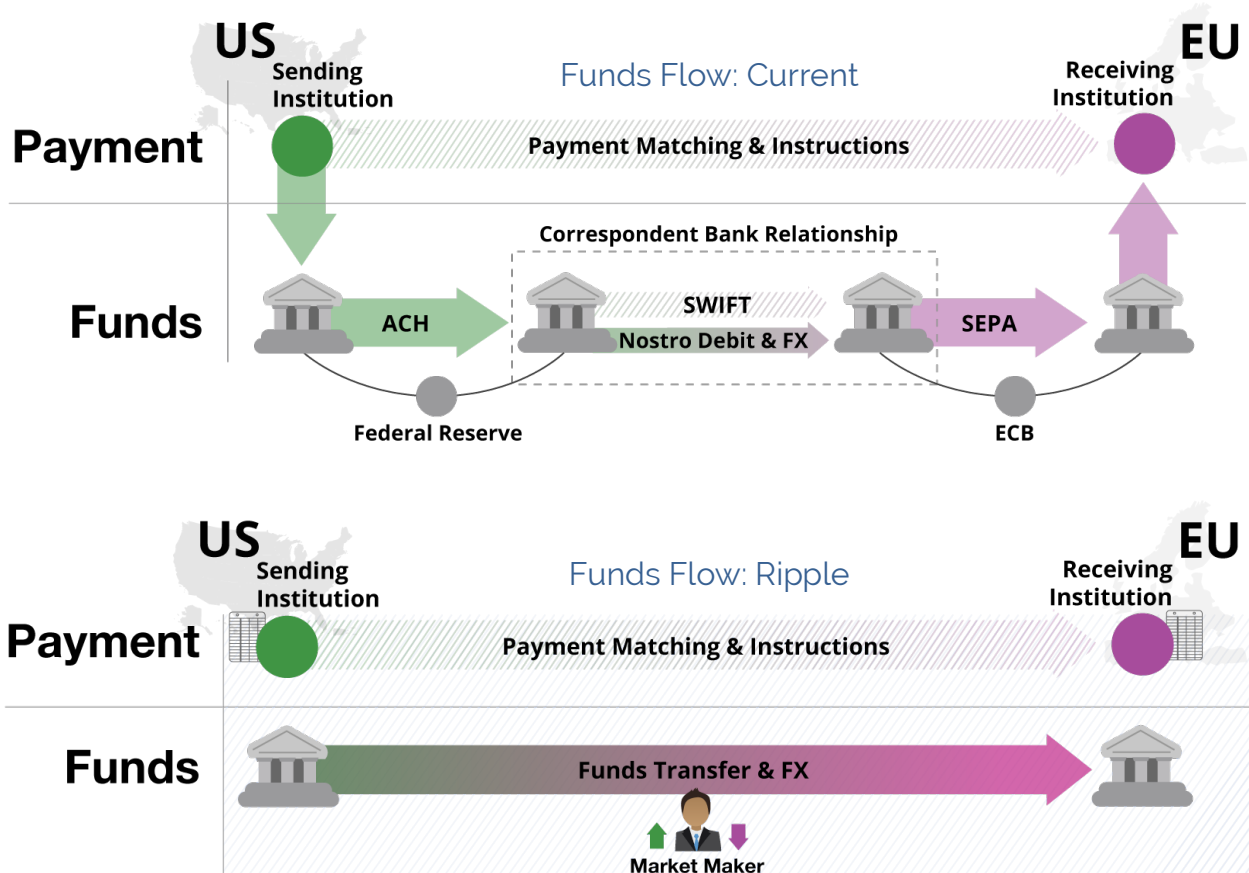 US
EU
Sending
Institution
Funds Flow: Current
Receiving
Institution
Payment
Payment Matching & Instructions
Correspondent Bank Relationship
Funds
ACH
SWIFT
Nostro Debit & FX
SEPA
Federal Reserve
ECB
US
EU
Sending
Institution
Funds Flow: Ripple
Receiving
Institution
Payment
Payment Matching & Instructions
Funds
Funds Transfer & FX
Market Maker